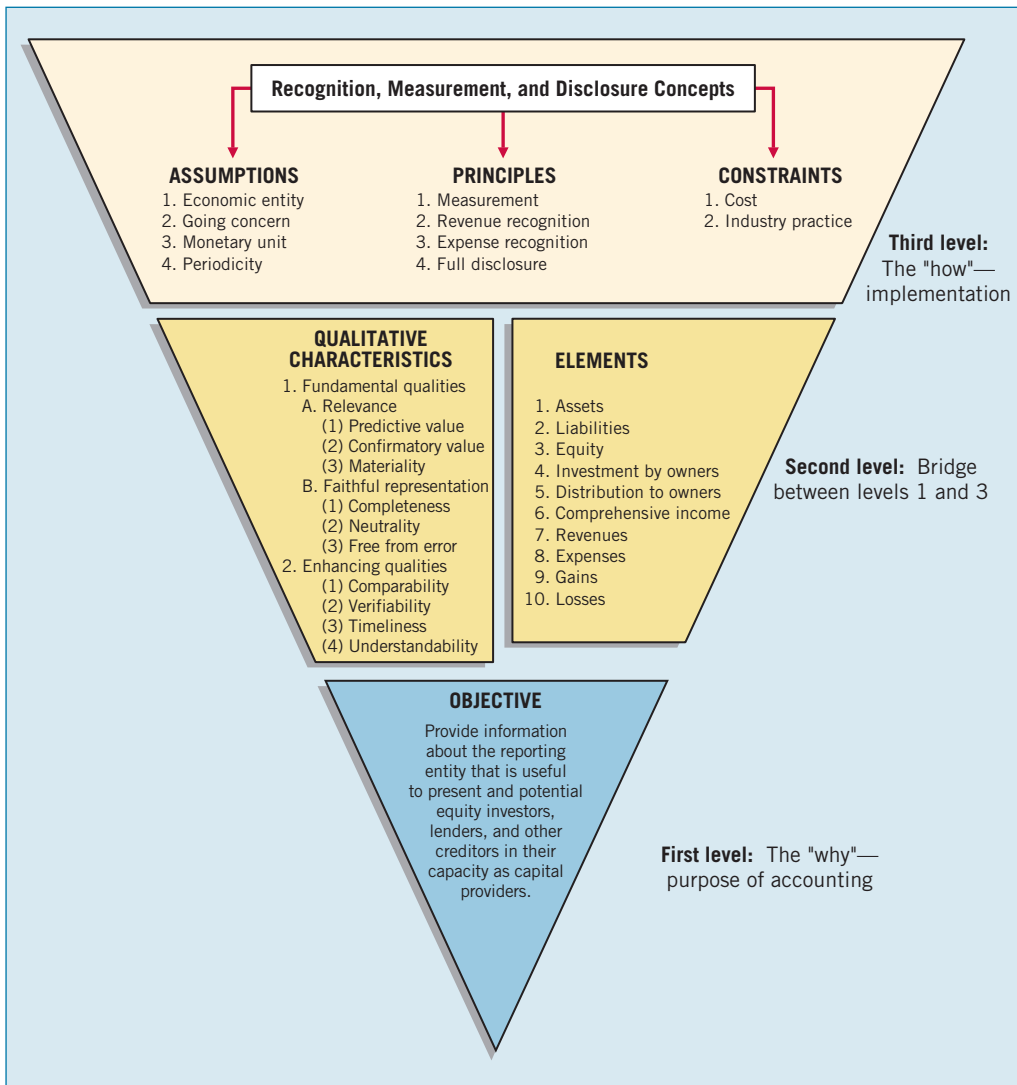 Recognition, Measurement, and Disclosure Concepts
ASSUMPTIONS
1. Economic entity
2. Going concern
3. Monetary unit
4. Periodicity
PRINCIPLES
1. Measurement
2. Revenue recognition
3. Expense recognition
4. Full disclosure
CONSTRAINTS
1. Cost
2. Industry practice
Third level:
The "how"—
implementation
QUALITATIVE
CHARACTERISTICS
1. Fundamental qualities
A. Relevance
(1) Predictive value
(2) Confirmatory value
(3) Materiality
B. Faithful representation
(1) Completeness
(2) Neutrality
(3) Free from error
2. Enhancing qualities
(1) Comparability
(2) Verifiability
(3) Timeliness
(4) Understandability
ELEMENTS
1. Assets
2. Liabilities
3. Equity
4. Investment by owners
5. Distribution to owners
6. Comprehensive income
7. Revenues
8. Expenses
9. Gains
10. Losses
Second level: Bridge
between levels 1 and 3
OBJECTIVE
Provide information
about the reporting
entity that is useful
to present and potential
equity investors,
lenders, and other
creditors in their
capacity as capital
providers.
First level: The "why"—
purpose of accounting